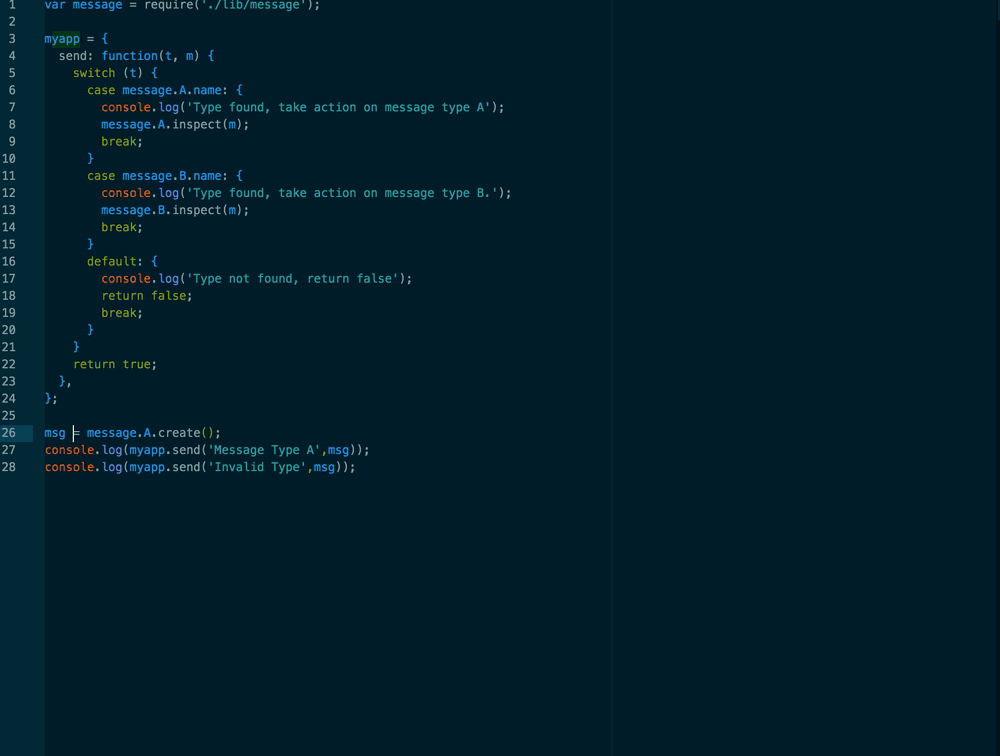 1 var message = require('./lib/message');
2
3 myapp = {
4   send: function(t, m) {
5     switch (t) {
6       case message.A.name: {
7         console.log('Type found, take action on message type A');
8         message.A.inspect(m);
9         break;
10       }
11       case message.B.name: {
12         console.log('Type found, take action on message type B.');
13         message.B.inspect(m);
14         break;
15       }
16       default: {
17         console.log('Type not found, return false');
18         return false;
19         break;
20       }
21     }
22     return true;
23   },
24 };
25
26 msg = message.A.create();
27 console.log(myapp.send('Message Type A',msg));
28 console.log(myapp.send('Invalid Type',msg));